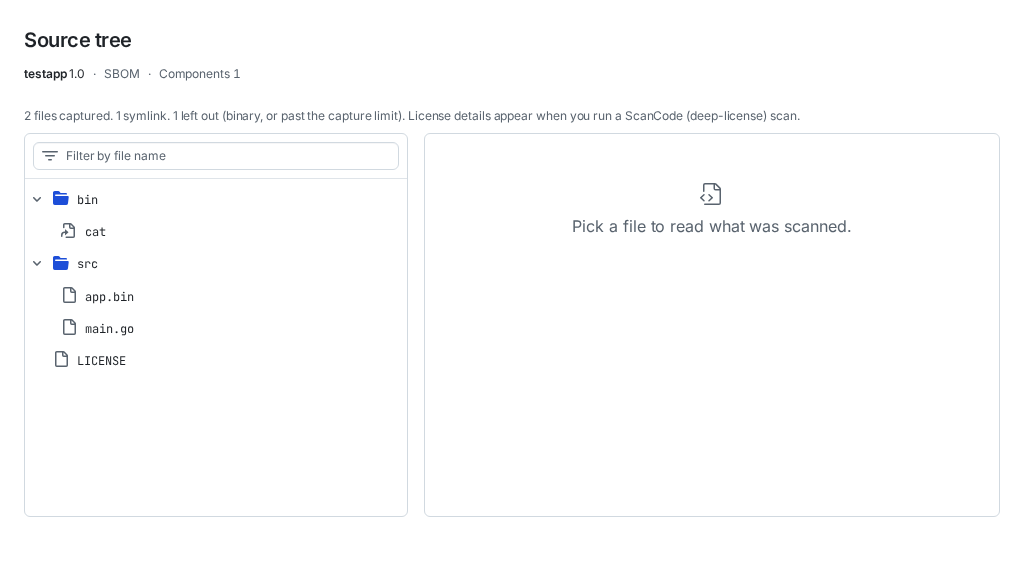 Source tree
testapp 1.0 · SBOM · Components 1
2 files captured. 1 symlink. 1 left out (binary, or past the capture limit). License details appear when you run a ScanCode (deep-license) scan.
Filter by file name
bin
cat
src
app.bin
main.go
LICENSE
Pick a file to read what was scanned.